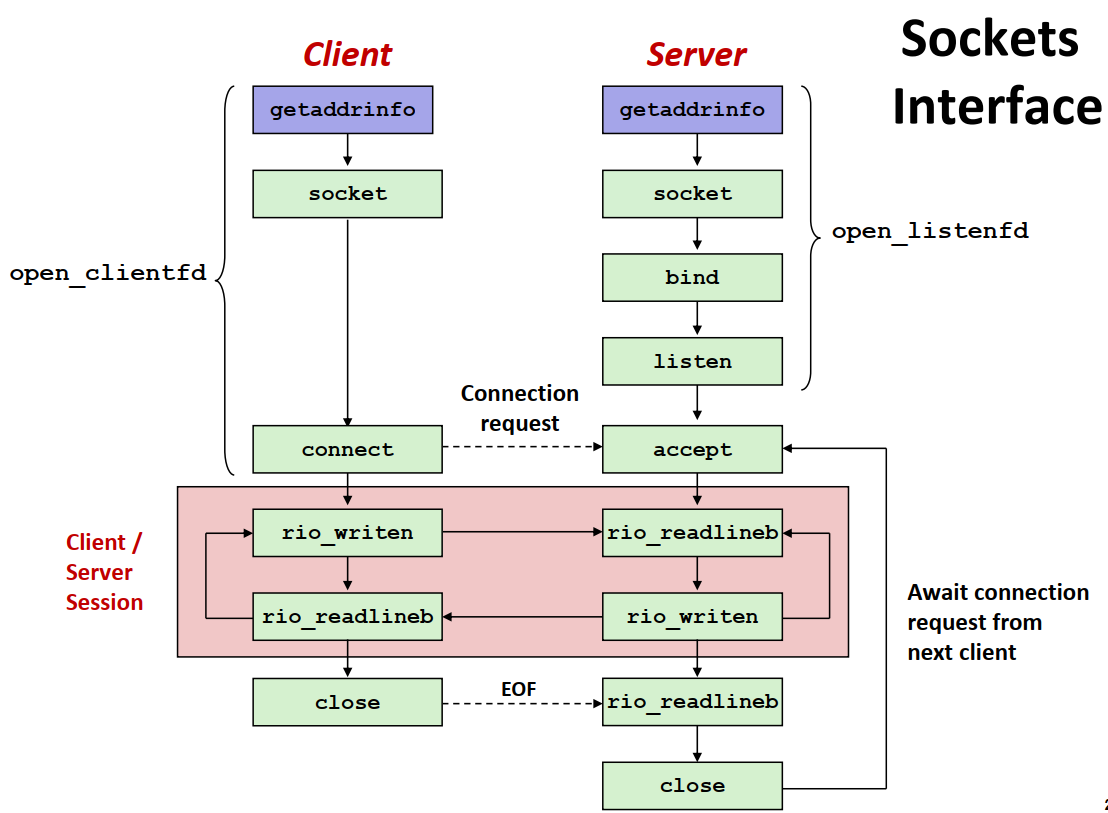 Sockets
Interface
Client
Server
getaddrinfo
getaddrinfo
socket
socket
open_listenfd
open_clientfd
bind
listen
Connection
request
connect
accept
Client /
Server
Session
rio_writen
rio_readlineb
rio_readlineb
rio_writen
Await connection
request from
next client
close
EOF
rio_readlineb
close
2